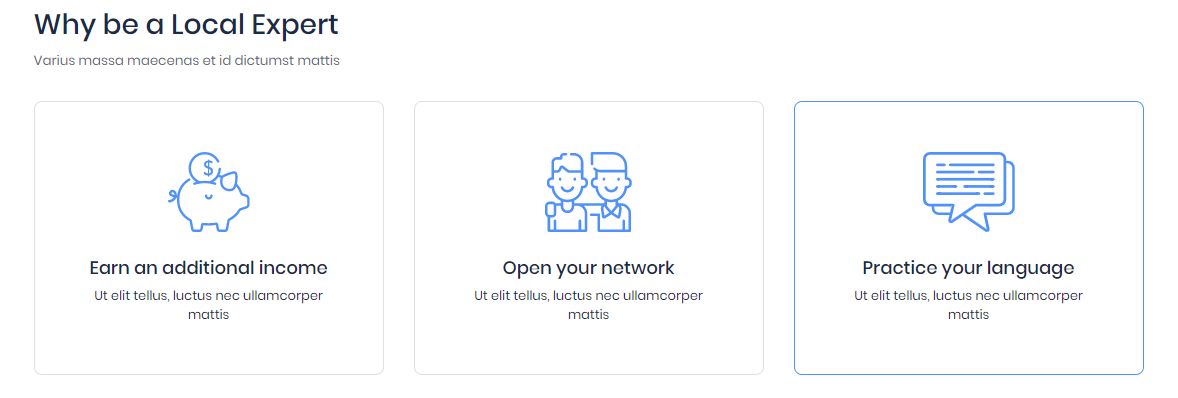 Why be a Local Expert
Varius massa maecenas et id dictumst mattis
$
Earn an additional income
Ut elit tellus, luctus nec ullamcorper
mattis
Open your network
Ut elit tellus, luctus nec ullamcorper
mattis
Practice your language
Ut elit tellus, luctus nec ullamcorper
mattis